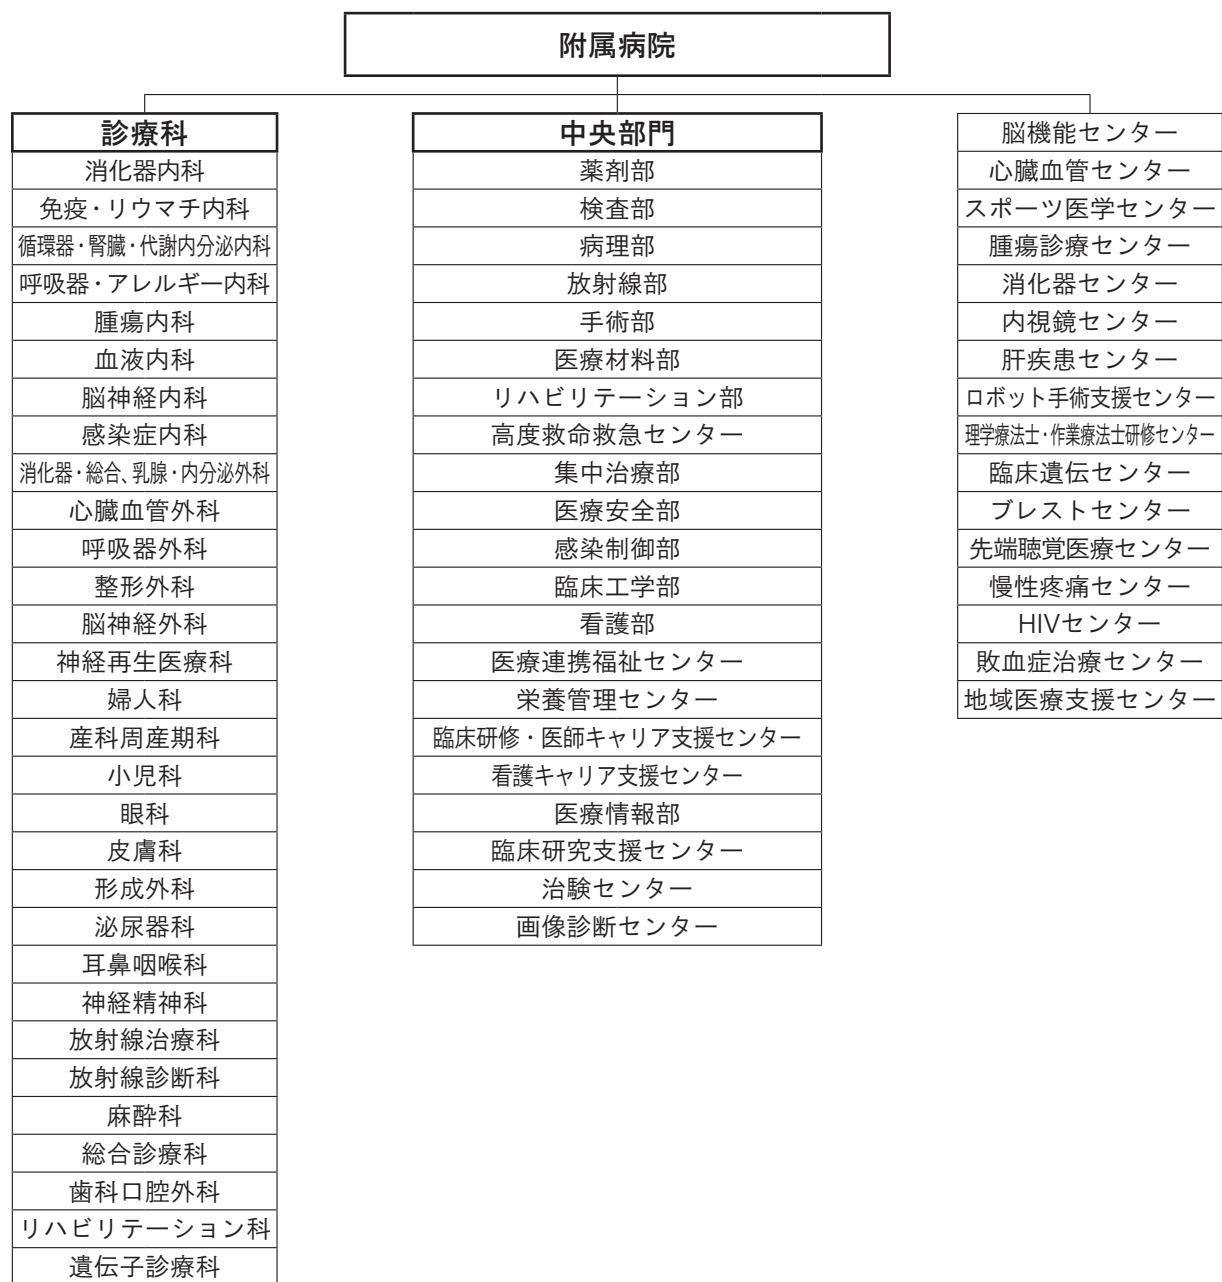 附属病院
診療科
消化器内科
免疫・リウマチ内科
循環器・腎臓・代謝内分泌内科
呼吸器・アレルギー内科
腫瘍内科
血液内科
脳神経内科
感染症内科
消化器・総合、乳腺・内分泌外科
心臓血管外科
呼吸器外科
整形外科
脳神経外科
神経再生医療科
婦人科
産科周産期科
小児科
眼科
皮膚科
形成外科
泌尿器科
耳鼻咽喉科
神経精神科
放射線治療科
放射線診断科
麻酔科
総合診療科
歯科口腔外科
リハビリテーション科
遺伝子診療科
中央部門
薬剤部
検査部
病理部
放射線部
手術部
医療材料部
リハビリテーション部
高度救命救急センター
集中治療部
医療安全部
感染制御部
臨床工学部
看護部
医療連携福祉センター
栄養管理センター
臨床研修・医師キャリア支援センター
看護キャリア支援センター
医療情報部
臨床研究支援センター
治験センター
画像診断センター
脳機能センター
心臓血管センター
スポーツ医学センター
腫瘍診療センター
消化器センター
内視鏡センター
肝疾患センター
ロボット手術支援センター
理学療法士・作業療法士研修センター
臨床遺伝センター
ブレストセンター
先端聴覚医療センター
慢性疼痛センター
HIVセンター
敗血症治療センター
地域医療支援センター